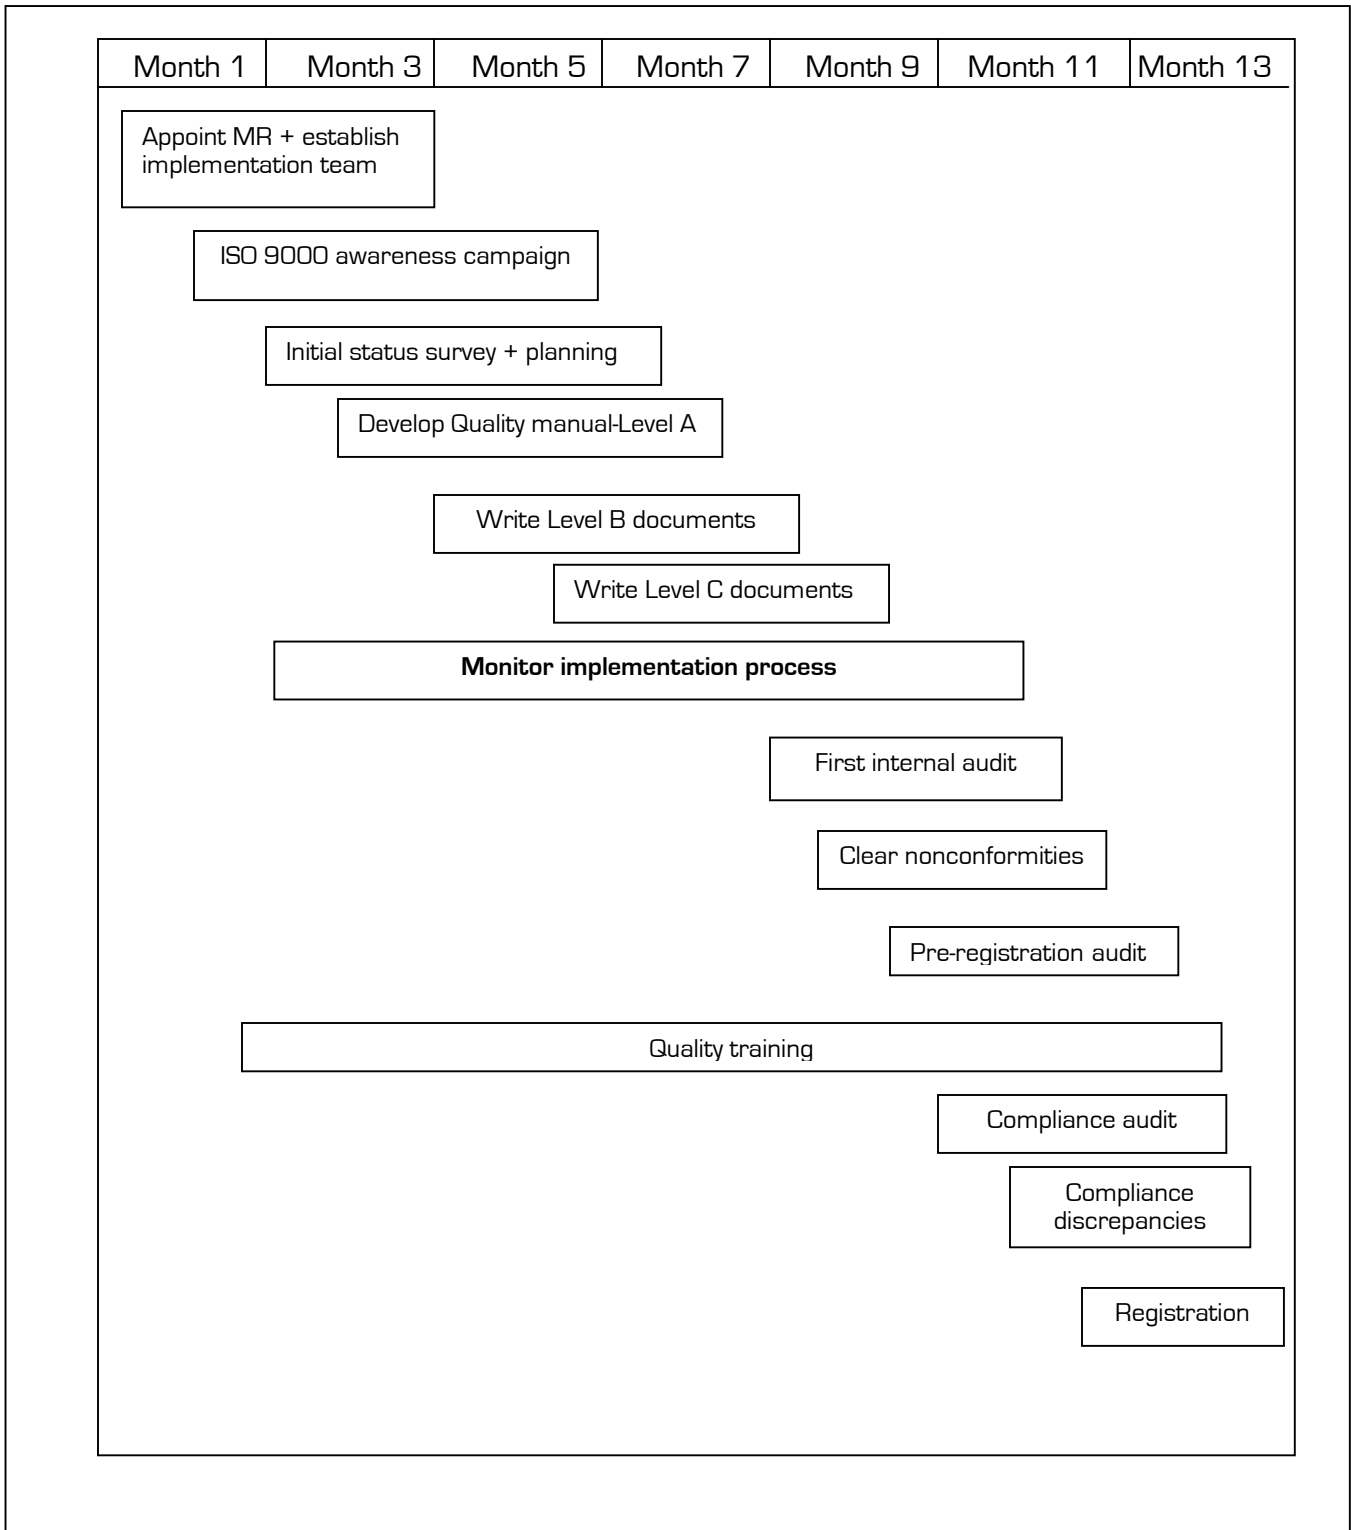 Month 1 Month 3 Month 5 Month 7 Month 9 Month 11 Month 13
Appoint MR + establish
implementation team
ISO 9000 awareness campaign
Initial status survey + planning
Develop Quality manual-Level A
Write Level B documents
Write Level C documents
Monitor implementation process
First internal audit
Clear nonconformities
Pre-registration audit
Quality training
Compliance audit
Compliance
discrepancies
Registration